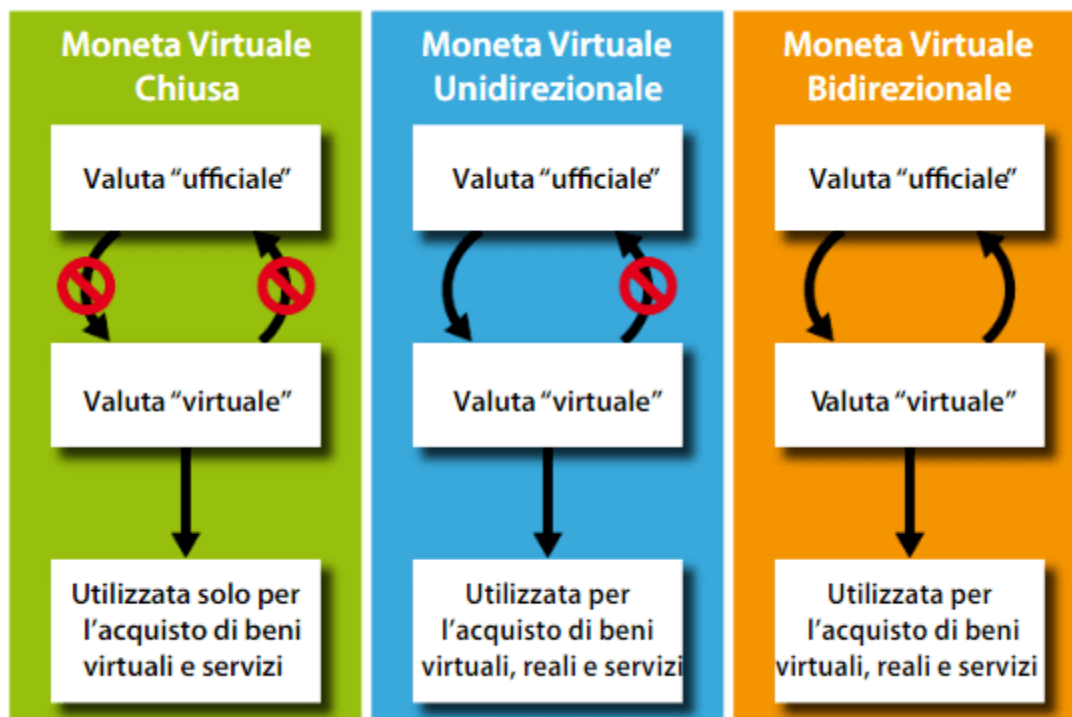 Moneta Virtuale
Chiusa
Valuta “ufficiale”
Valuta “virtuale”
Utilizzata solo per
l’acquisto di beni
virtuali e servizi
Moneta Virtuale
Unidirezionale
Valuta “ufficiale”
Valuta “virtuale”
Utilizzata per
l’acquisto di beni
virtuali, reali e servizi
Moneta Virtuale
Bidirezionale
Valuta “ufficiale”
Valuta “virtuale”
Utilizzata per
l’acquisto di beni
virtuali, reali e servizi